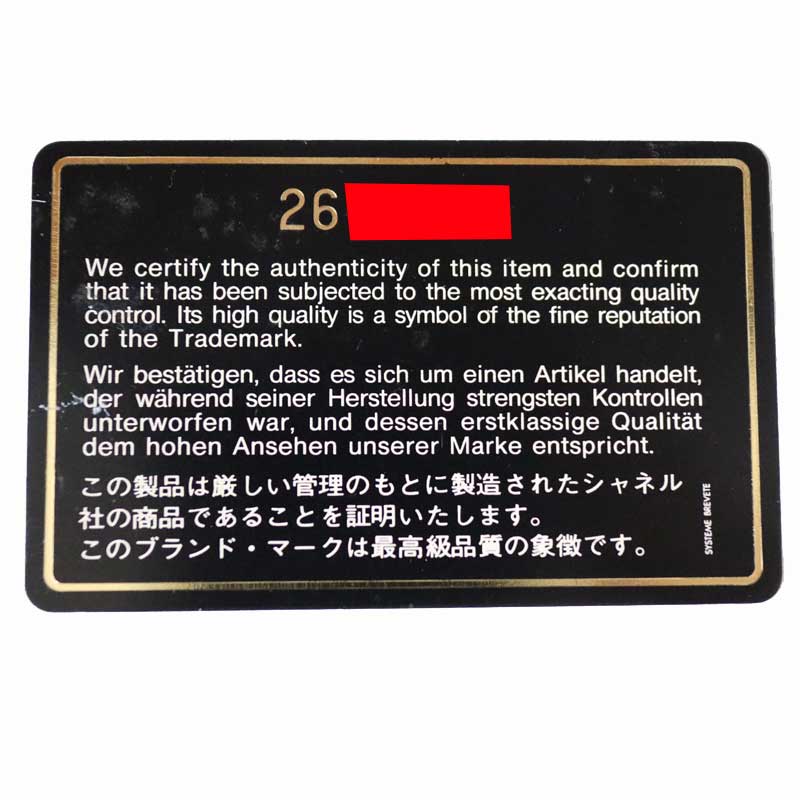 26
We certify the authenticity of this item and confirm
that it has been subjected to the most exacting quality
control. Its high quality is a symbol of the fine reputation
of the Trademark.
Wir bestätigen, dass es sich um einen Artikel handelt,
der während seiner Herstellung strengsten Kontrollen
unterworfen war, und dessen erstklassige Qualität
dem hohen Ansehen unserer Marke entspricht.
この製品は厳しい管理のもとに製造されたシャネル
社の商品であることを証明いたします。
このブランド・マークは最高級品質の象徴です。
SYSTEME BREVETE